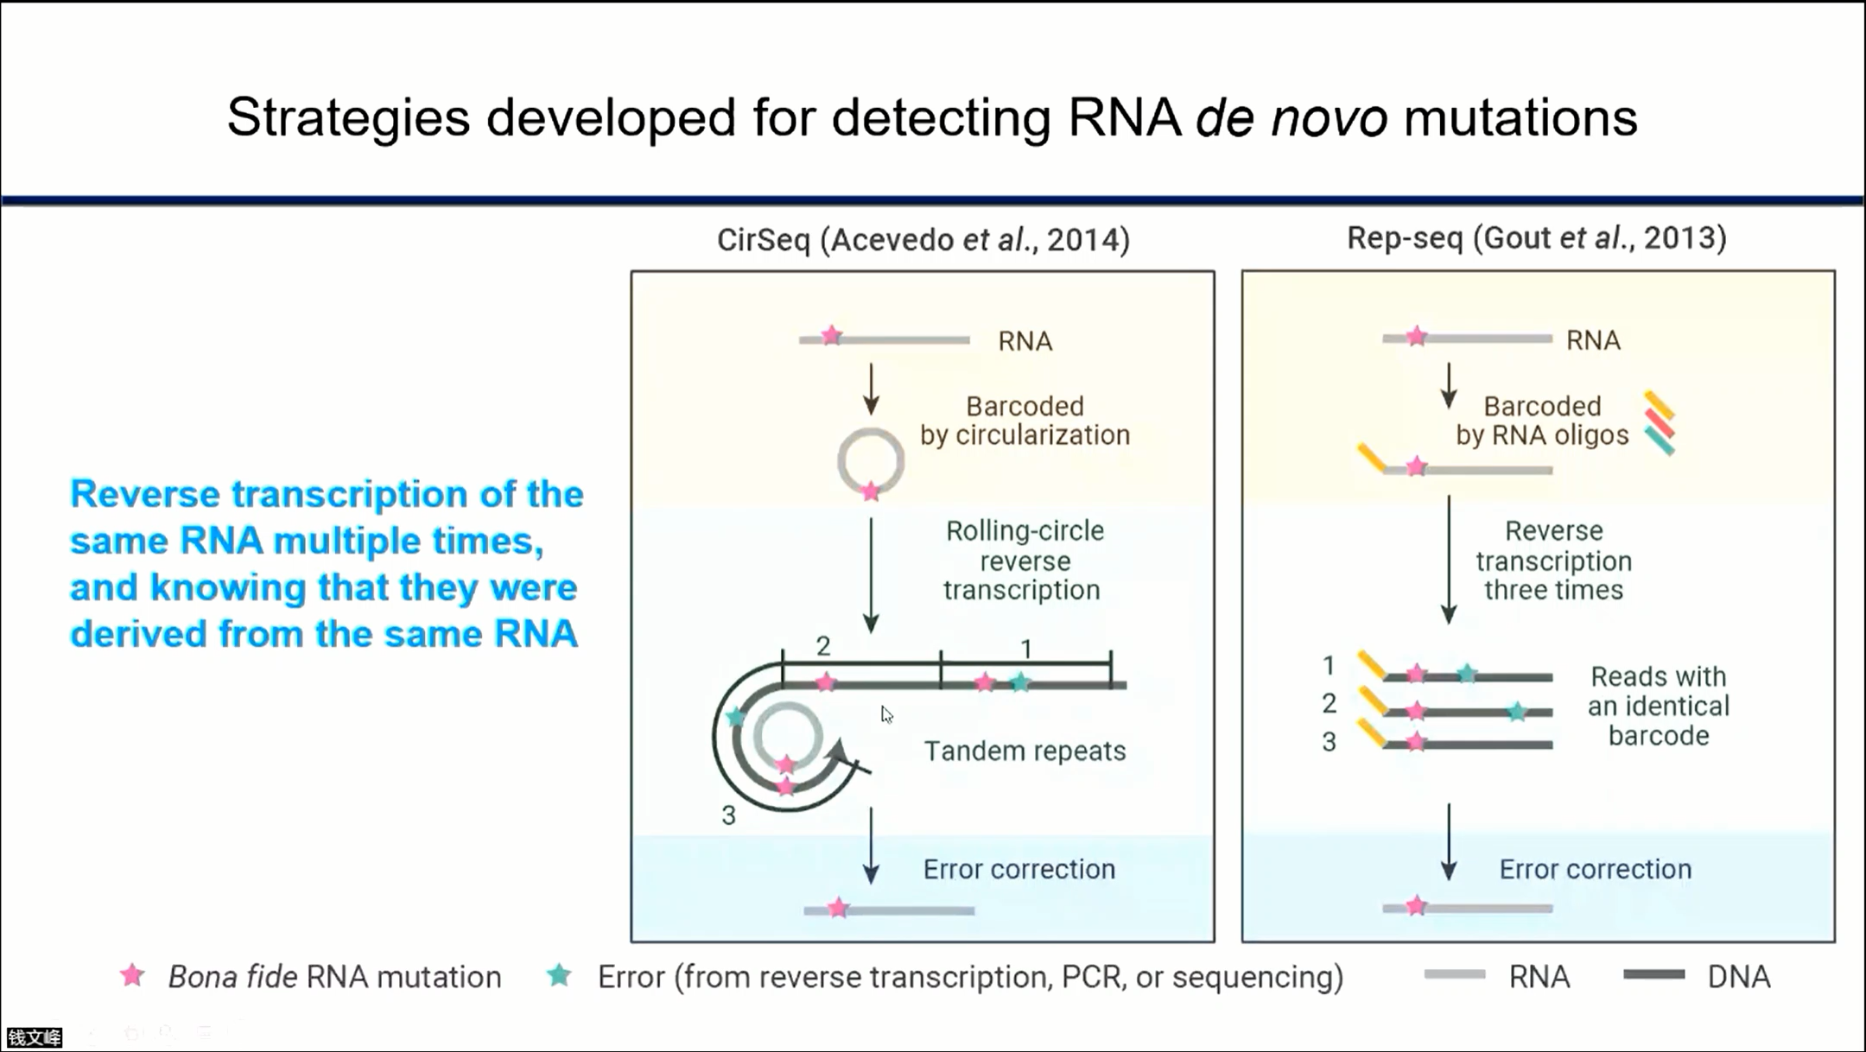 Strategies developed for detecting RNA de novo mutations
Reverse transcription of the
same RNA multiple times,
and knowing that they were
derived from the same RNA
CirSeq (Acevedo et al., 2014)
RNA
Barcoded
by circularization
Rolling-circle
reverse
transcription
2
1
3
Tandem repeats
Error correction
Rep-seq (Gout et al., 2013)
RNA
Barcoded
by RNA oligos
Reverse
transcription
three times
1
2
3
Reads with
an identical
barcode
Error correction
Bona fide RNA mutation
Error (from reverse transcription, PCR, or sequencing)
RNA
DNA
钱文峰